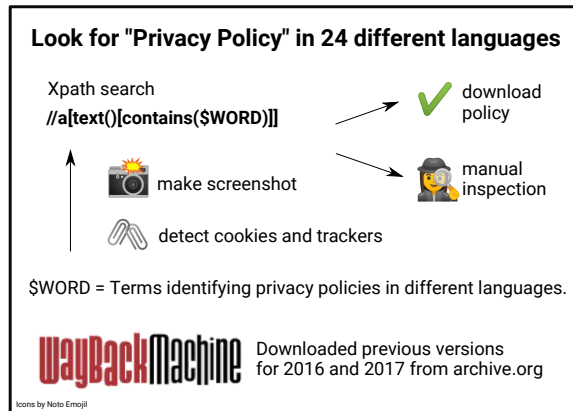 Look for "Privacy Policy" in 24 different languages
Xpath search
//a[text()[contains($WORD)]]
download
policy
make screenshot
manual
inspection
detect cookies and trackers
$WORD = Terms identifying privacy policies in different languages.
WayBackMachine
Downloaded previous versions
for 2016 and 2017 from archive.org
Icons by Noto Emojil